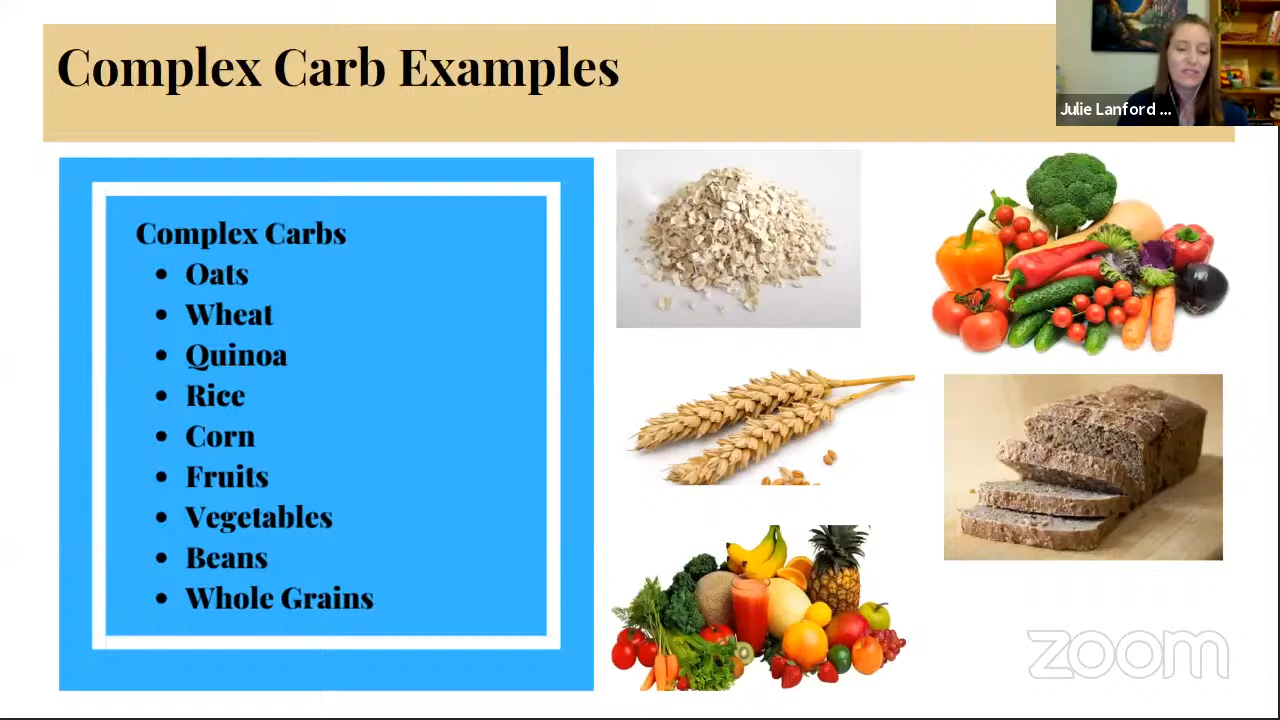 Complex Carb Examples
Julie Lanford ...
Complex Carbs
• Oats
• Wheat
• Quinoa
• Rice
• Corn
• Fruits
• Vegetables
• Beans
• Whole Grains
zoom